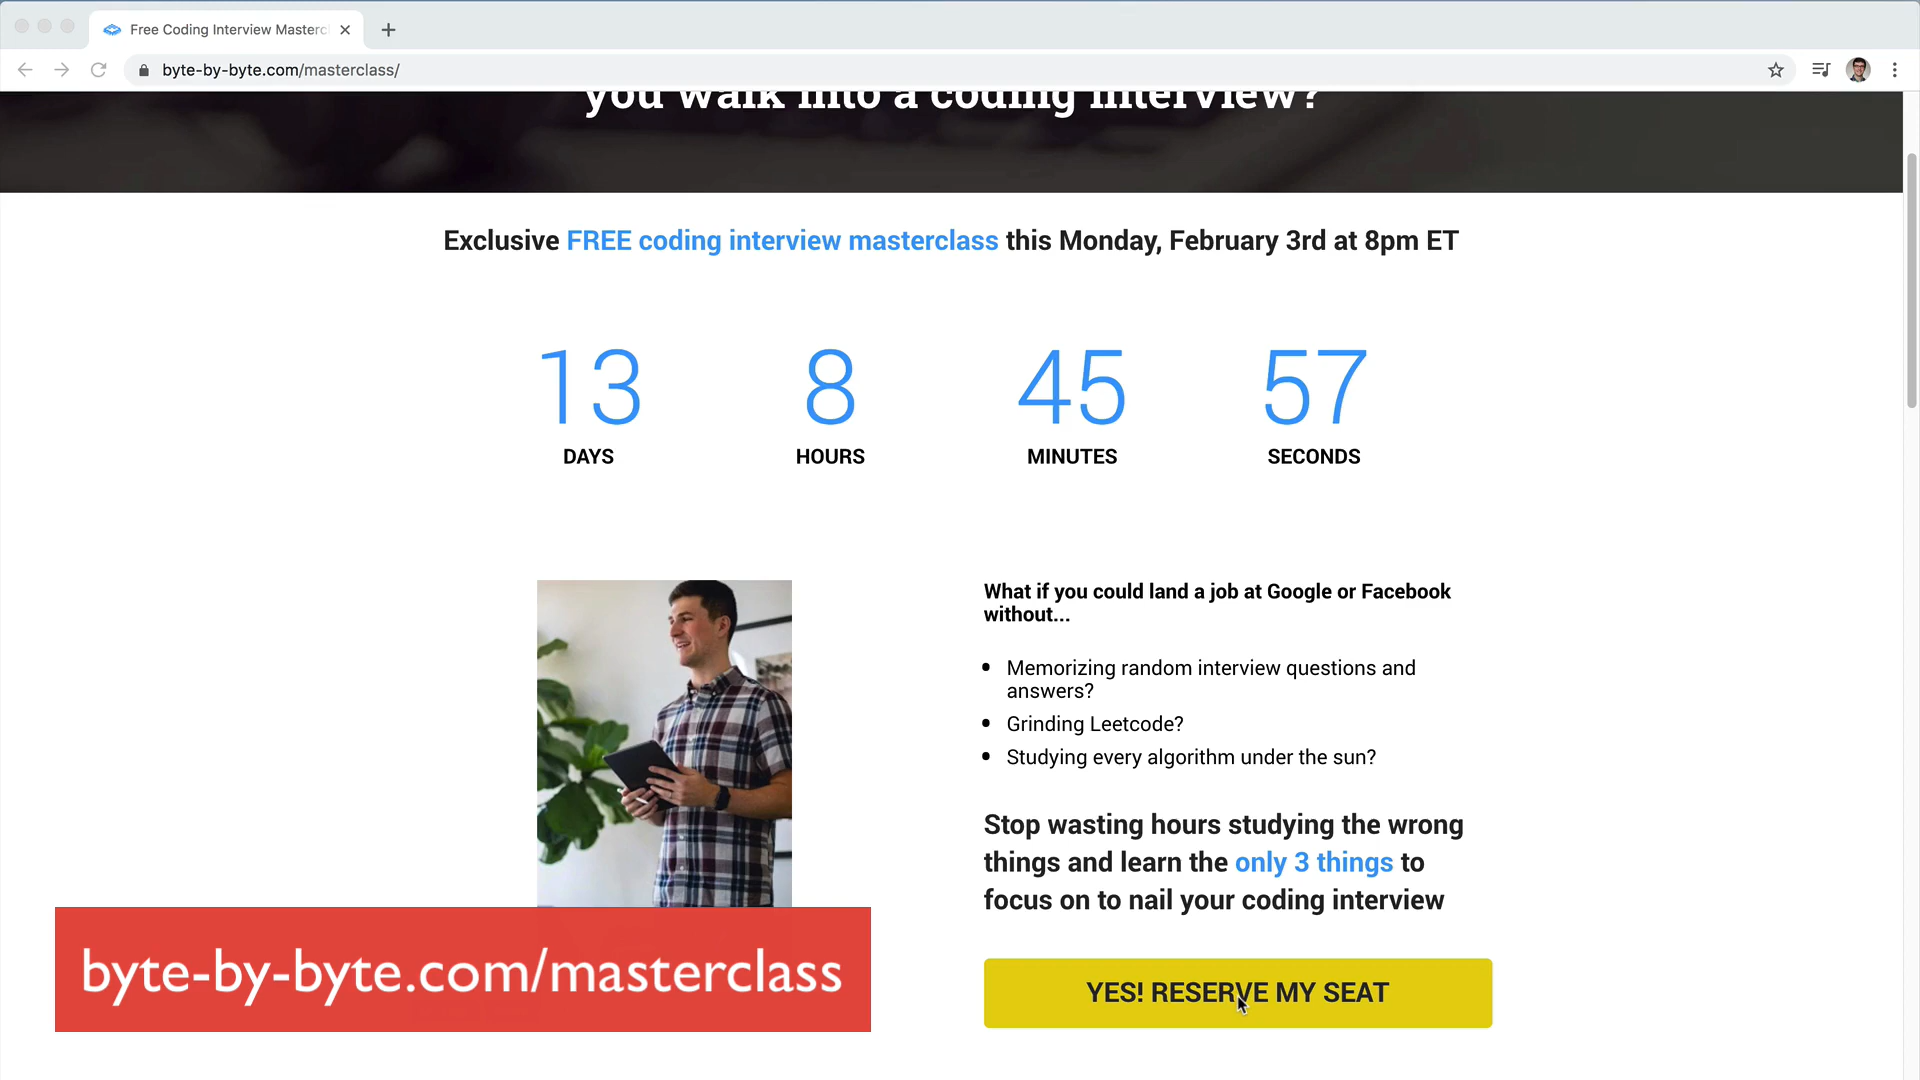 Free Coding Interview Masterc
byte-by-byte.com/masterclass/
you walk into a coding interview?
Exclusive FREE coding interview masterclass this Monday, February 3rd at 8pm ET
13 8 45 57
DAYS HOURS MINUTES SECONDS
What if you could land a job at Google or Facebook
without...
Memorizing random interview questions and
answers?
Grinding Leetcode?
Studying every algorithm under the sun?
Stop wasting hours studying the wrong
things and learn the only 3 things to
focus on to nail your coding interview
YES! RESERVE MY SEAT
byte-by-byte.com/masterclass